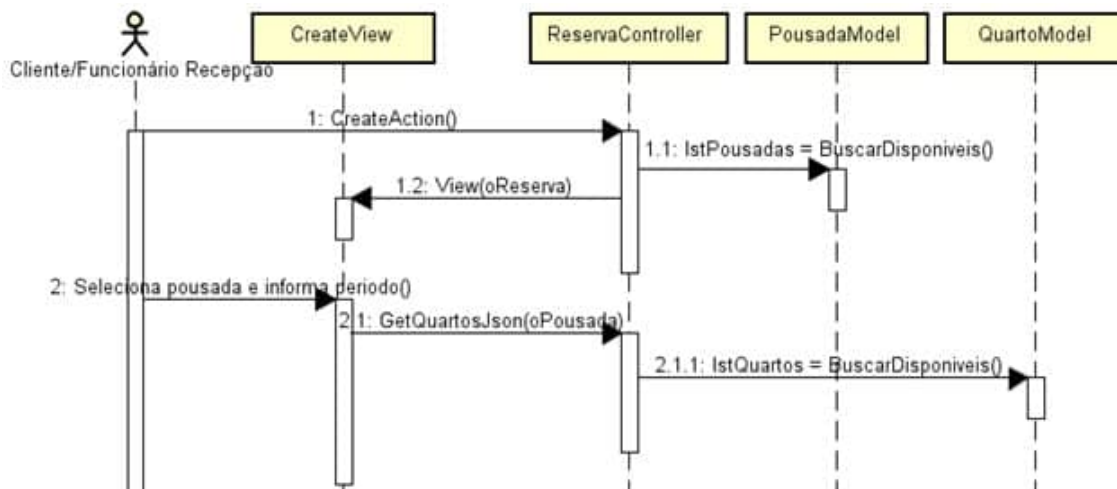 CreateView
ReservaController
PousadaModel
QuartoModel
Cliente/Funcionário Recepção
1: CreateAction()
1.1: lstPousadas = BuscarDisponiveis()
1.2: View(oReserva)
2: Seleciona pousada e informa periodo()
2.1: GetQuartosJson(oPousada)
2.1.1: lstQuartos = BuscarDisponiveis()